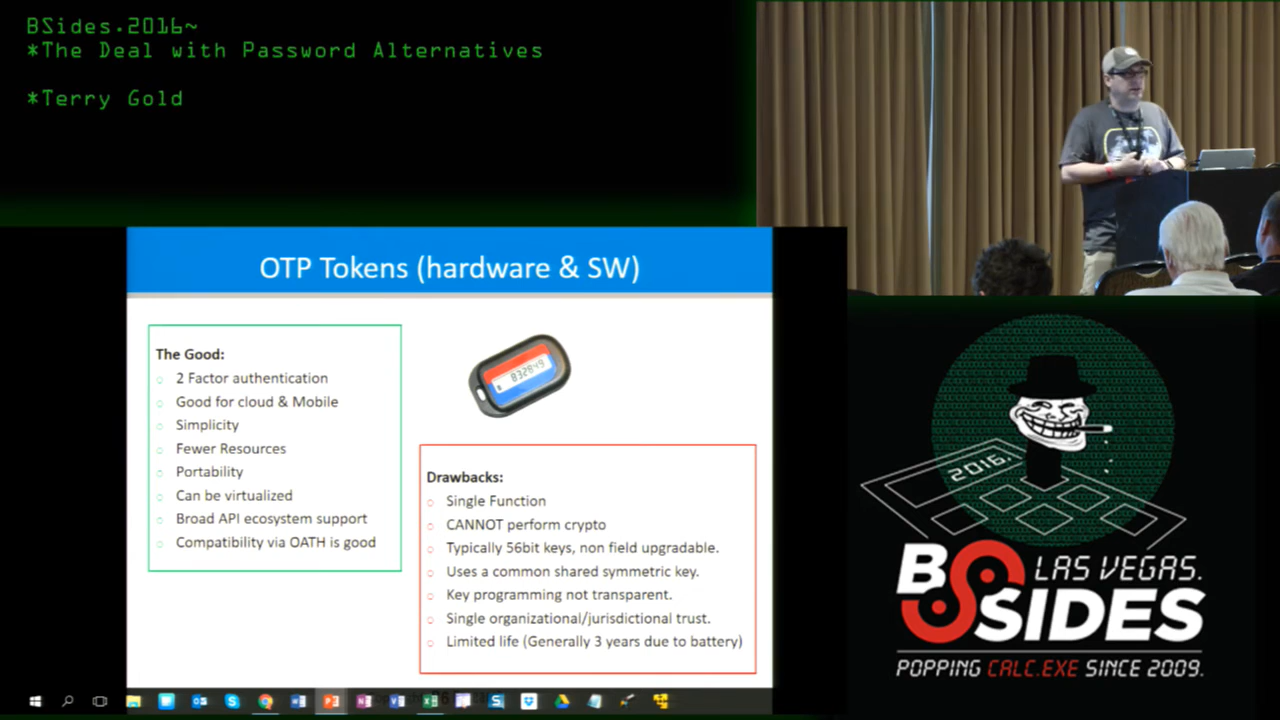 BSides.2016~
*The Deal with Password Alternatives
*Terry Gold
OTP Tokens (hardware & SW)
The Good:
2 Factor authentication
Good for cloud & Mobile
Simplicity
Fewer Resources
Portability
Can be virtualized
Broad API ecosystem support
Compatibility via OATH is good
832849
Drawbacks:
Single Function
CANNOT perform crypto
Typically 56bit keys, non field upgradable.
Uses a common shared symmetric key.
Key programming not transparent.
Single organizational/jurisdictional trust.
Limited life (Generally 3 years due to battery)
2016.
BSIDES
LAS VEGAS.
POPPING CALC.EXE SINCE 2009.